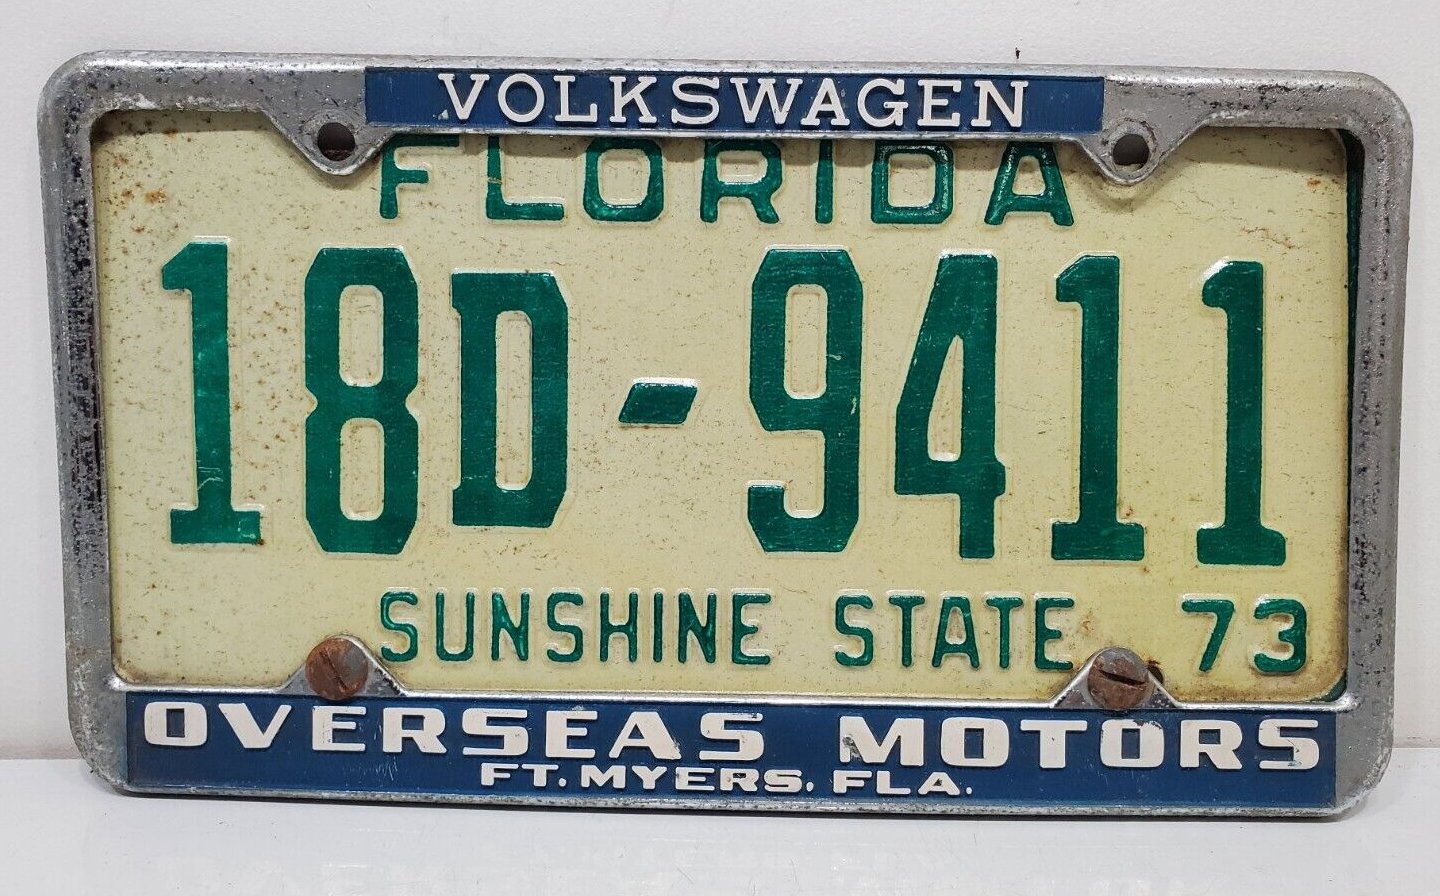 VOLKSWAGEN
FLORIDA
18D-9411
SUNSHINE STATE 73
OVERSEAS MOTORS
FT. MYERS, FLA.